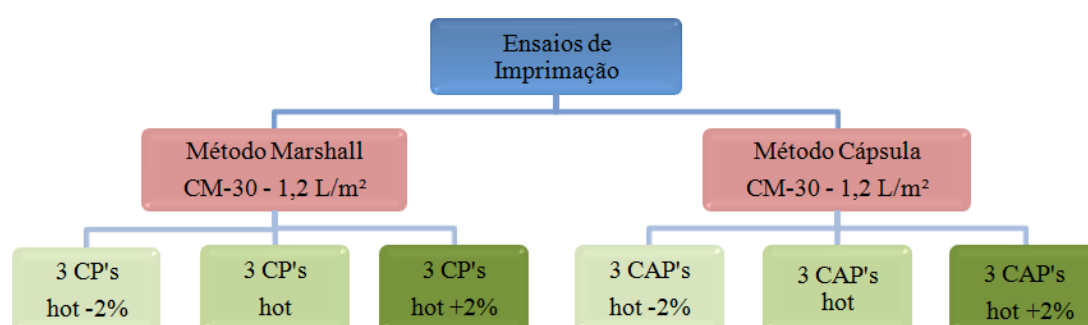 Ensaios de
Imprimação
Método Marshall
CM-30 - 1,2 L/m²
Método Cápsula
CM-30 - 1,2 L/m²
3 CP's
hot -2%
3 CP's
hot
3 CP's
hot +2%
3 CAP's
hot -2%
3 CAP's
hot
3 CAP's
hot +2%